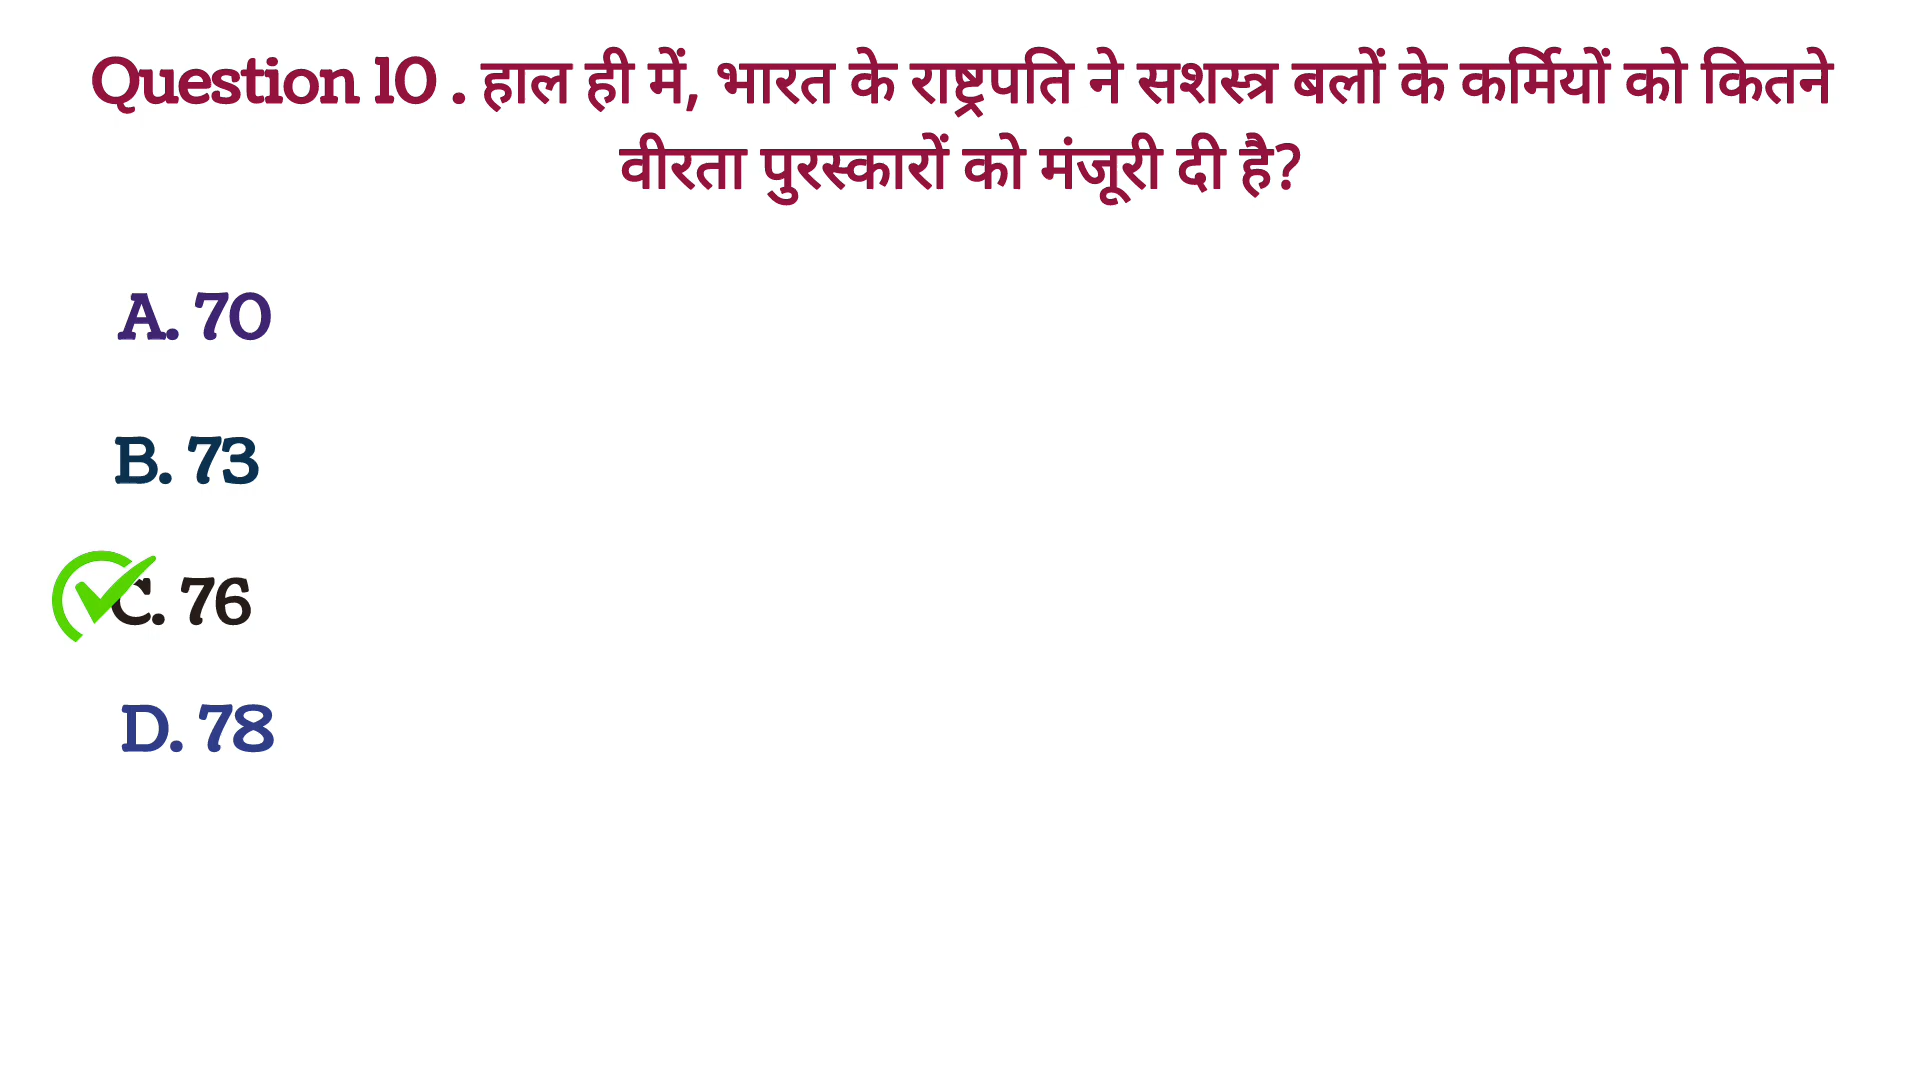 Question 10 . हाल ही में, भारत के राष्ट्रपति ने सशस्त्र बलों के कर्मियों को कितने
वीरता पुरस्कारों को मंजूरी दी है?
A. 70
B. 73
C. 76
D. 78